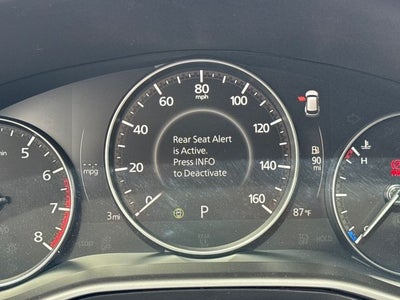 80
mph
60
100
40
120
20
140
0
160
Rear Seat Alert
is Active.
Press INFO
to Deactivate
mpg
3mi
P
90
mi
87°F
H
5
6
7
8
HOLD